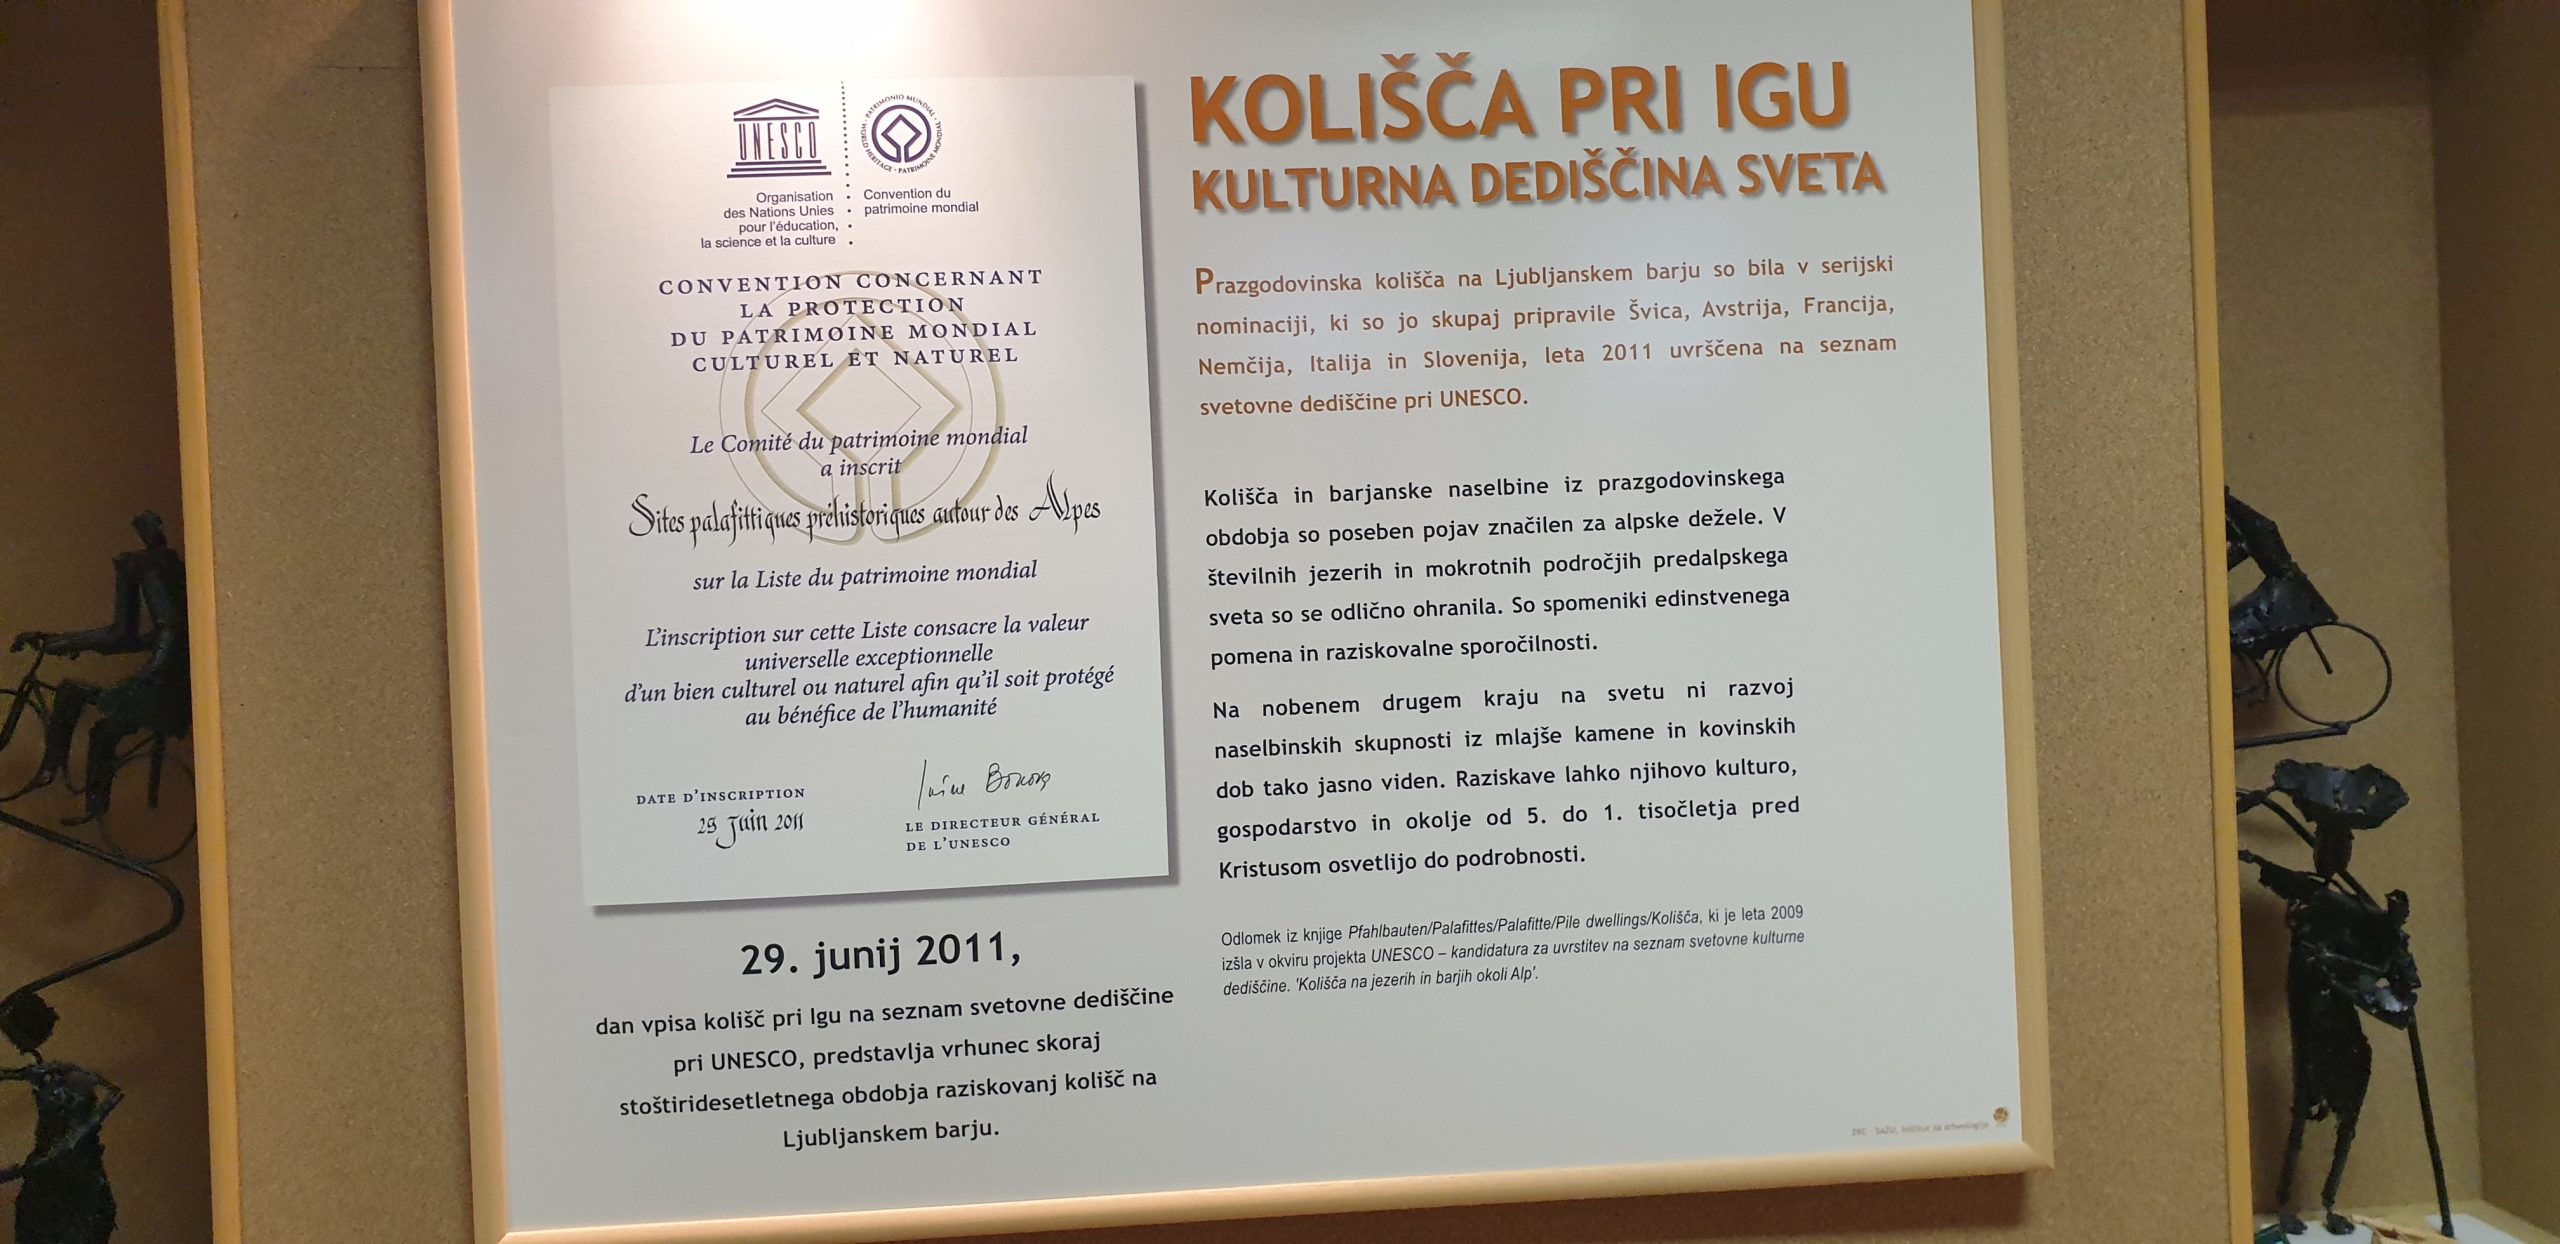 UNESCO
PATRIMONIO MUNDIAL • WORLD HERITAGE • PATRIMOINE MONDIAL
Organisation
des Nations Unies
pour l'éducation,
la science et la culture
Convention du
patrimoine mondial
CONVENTION CONCERNANT
LA PROTECTION
DU PATRIMOINE MONDIAL
CULTUREL ET NATUREL
Le Comité du patrimoine mondial
a inscrit
Sites palafittiques préhistoriques autour des Alpes
sur la Liste du patrimoine mondial
L'inscription sur cette Liste consacre la valeur
universelle exceptionnelle
d'un bien culturel ou naturel afin qu'il soit protégé
au bénéfice de l'humanité
DATE D'INSCRIPTION
29 Juin 2011
LE DIRECTEUR GÉNÉRAL
DE L'UNESCO
29. junij 2011,
dan vpisa kolišč pri Igu na seznam svetovne dediščine
pri UNESCO, predstavlja vrhunec skoraj
stoštiridesetletnega obdobja raziskovanj kolišč na
Ljubljanskem barju.
KOLIŠČA PRI IGU
KULTURNA DEDIŠČINA SVETA
Prazgodovinska kolišča na Ljubljanskem barju so bila v serijski
nominaciji, ki so jo skupaj pripravile Švica, Avstrija, Francija,
Nemčija, Italija in Slovenija, leta 2011 uvrščena na seznam
svetovne dediščine pri UNESCO.
Kolišča in barjanske naselbine iz prazgodovinskega
obdobja so poseben pojav značilen za alpske dežele. V
številnih jezerih in mokrotnih področjih predalpskega
sveta so se odlično ohranila. So spomeniki edinstvenega
pomena in raziskovalne sporočilnosti.
Na nobenem drugem kraju na svetu ni razvoj
naselbinskih skupnosti iz mlajše kamene in kovinskih
dob tako jasno viden. Raziskave lahko njihovo kulturo,
gospodarstvo in okolje od 5. do 1. tisočletja pred
Kristusom osvetlijo do podrobnosti.
Odlomek iz knjige Pfahlbauten/Palafittes/Palafitte/Pile dwellings/Kolišča, ki je leta 2009
izšla v okviru projekta UNESCO – kandidatura za uvrstitev na seznam svetovne kulturne
dediščine. 'Kolišča na jezerih in barjih okoli Alp'.
ZRC SAZU, Inštitut za arheologijo